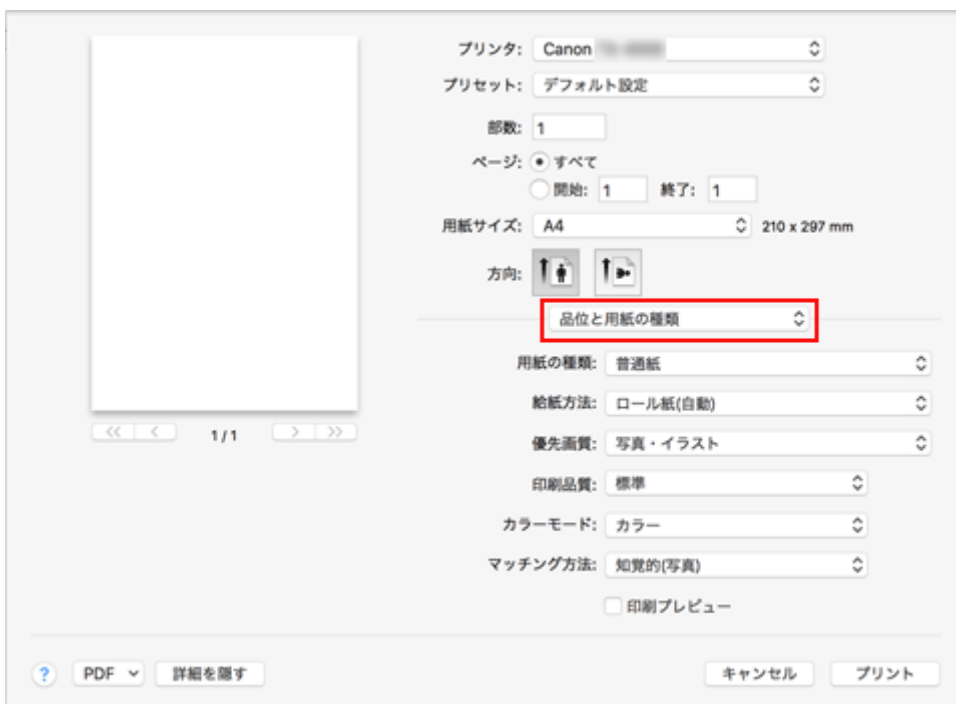 プリンタ: Canon
プリセット: デフォルト設定
部数: 1
ページ: すべて
開始: 1 終了: 1
用紙サイズ: A4 210 x 297 mm
方向:
品位と用紙の種類
用紙の種類: 普通紙
給紙方法: ロール紙(自動)
<< < 1 / 1 > >>
優先画質: 写真・イラスト
印刷品質: 標準
カラーモード: カラー
マッチング方法: 知覚的(写真)
印刷プレビュー
? PDF 詳細を隠す キャンセル プリント